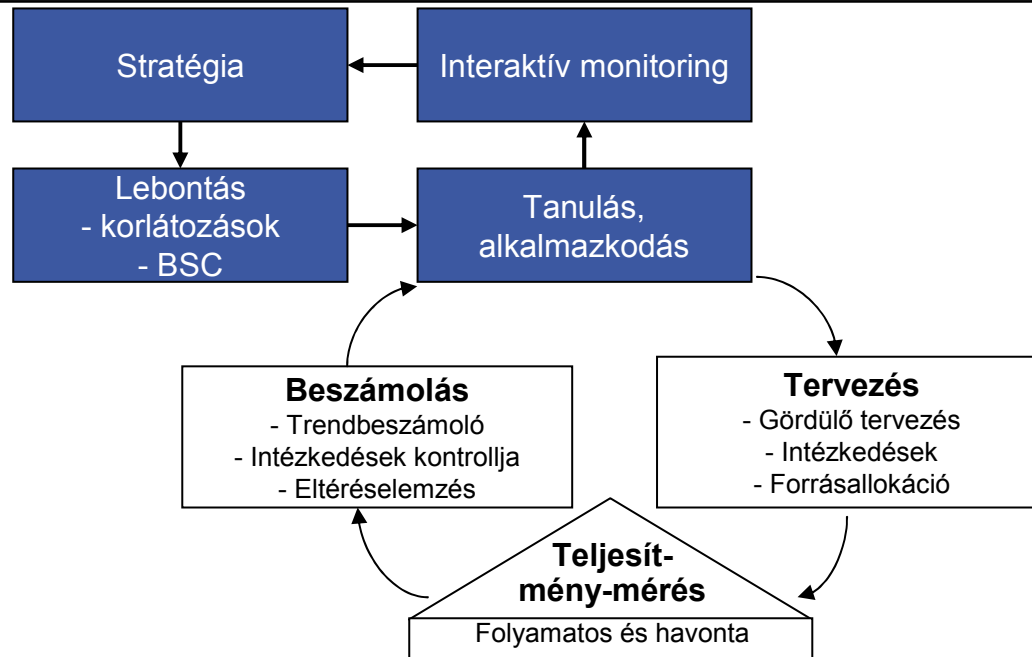 Stratégia
Interaktív monitoring
Lebontás
- korlátozások
- BSC
Tanulás,
alkalmazkodás
Beszámolás
- Trendbeszámoló
- Intézkedések kontrollja
- Eltéréselemzés
Tervezés
- Gördülő tervezés
- Intézkedések
- Forrásallokáció
Teljesít-
mény-mérés
Folyamatos és havonta